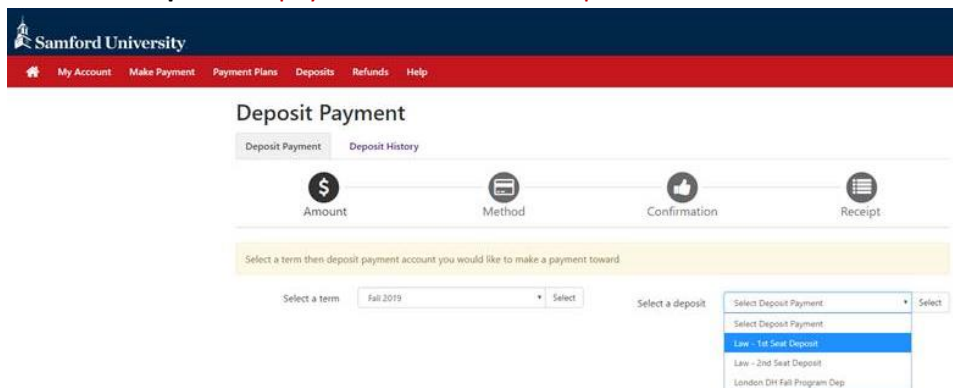 Samford University
My Account Make Payment Payment Plans Deposits Refunds Help
Deposit Payment
Deposit Payment Deposit History
$
Amount Method Confirmation Receipt
Select a term then deposit payment account you would like to make a payment toward
Select a term Fall 2019 Select Select a deposit Select Deposit Payment Select
Select Deposit Payment
Law - 1st Seat Deposit
Law - 2nd Seat Deposit
London DH Fall Program Dep